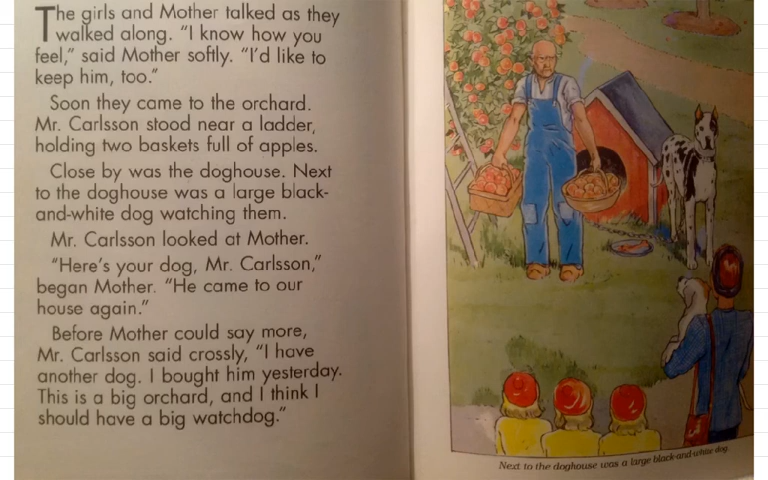 The girls and Mother talked as they
walked along. “I know how you
feel,” said Mother softly. “I’d like to
keep him, too.”
Soon they came to the orchard.
Mr. Carlsson stood near a ladder,
holding two baskets full of apples.
Close by was the doghouse. Next
to the doghouse was a large black-
and-white dog watching them.
Mr. Carlsson looked at Mother.
“Here’s your dog, Mr. Carlsson,”
began Mother. “He came to our
house again.”
Before Mother could say more,
Mr. Carlsson said crossly, “I have
another dog. I bought him yesterday.
This is a big orchard, and I think I
should have a big watchdog.”
Next to the doghouse was a large black-and-white dog.